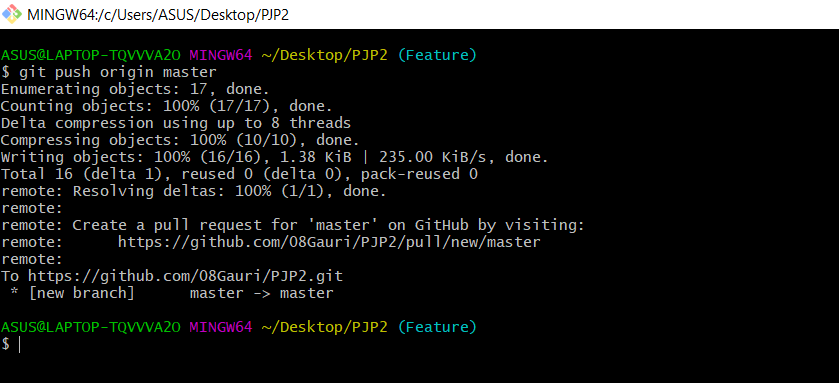 MINGW64:/c/Users/ASUS/Desktop/PJP2
ASUS@LAPTOP-TQVVVA2O MINGW64 ~/Desktop/PJP2 (Feature)
$ git push origin master
Enumerating objects: 17, done.
Counting objects: 100% (17/17), done.
Delta compression using up to 8 threads
Compressing objects: 100% (10/10), done.
Writing objects: 100% (16/16), 1.38 KiB | 235.00 KiB/s, done.
Total 16 (delta 1), reused 0 (delta 0), pack-reused 0
remote: Resolving deltas: 100% (1/1), done.
remote:
remote: Create a pull request for 'master' on GitHub by visiting:
remote:      https://github.com/08Gauri/PJP2/pull/new/master
remote:
To https://github.com/08Gauri/PJP2.git
 * [new branch]      master -> master
ASUS@LAPTOP-TQVVVA2O MINGW64 ~/Desktop/PJP2 (Feature)
$